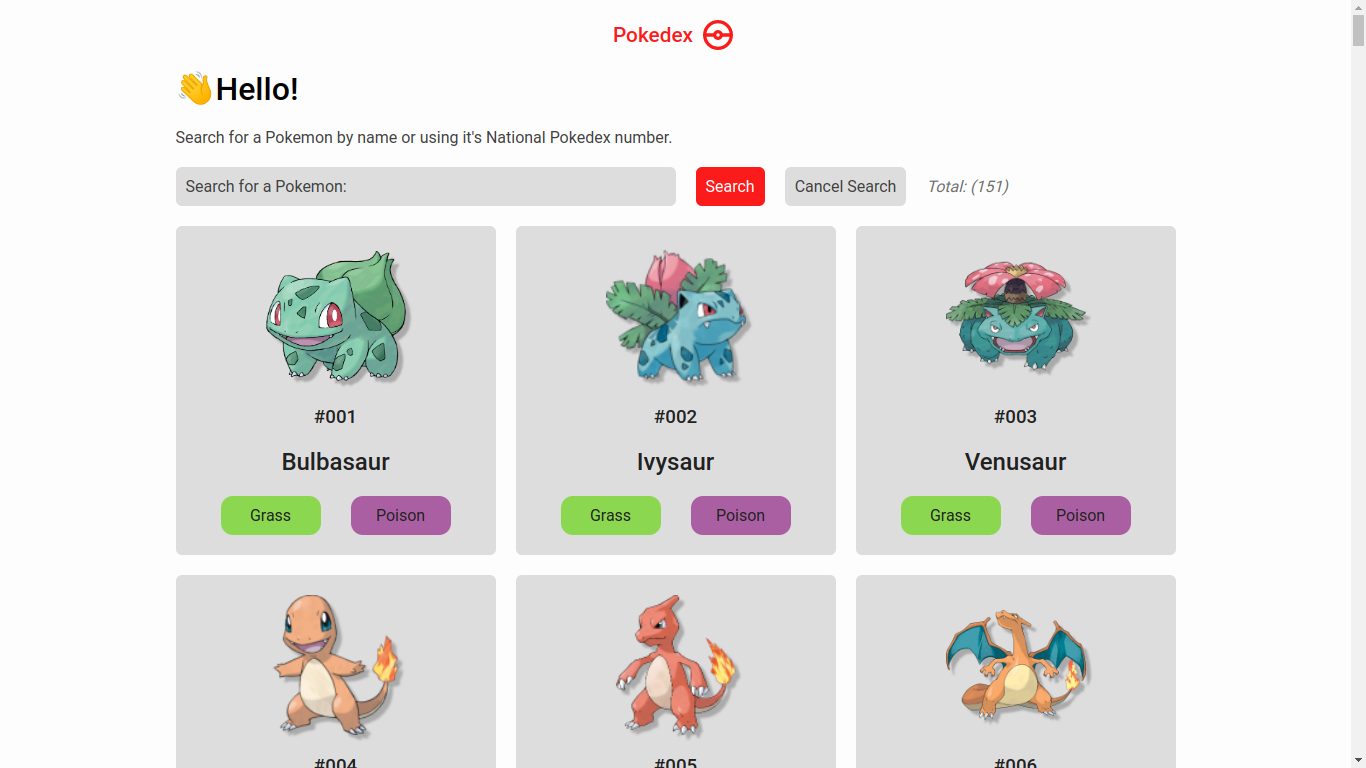 Pokedex
👋Hello!
Search for a Pokemon by name or using it's National Pokedex number.
Search for a Pokemon: Search Cancel Search Total: (151)
#001 #002 #003
Bulbasaur Ivysaur Venusaur
Grass Poison Grass Poison Grass Poison
#004 #005 #006